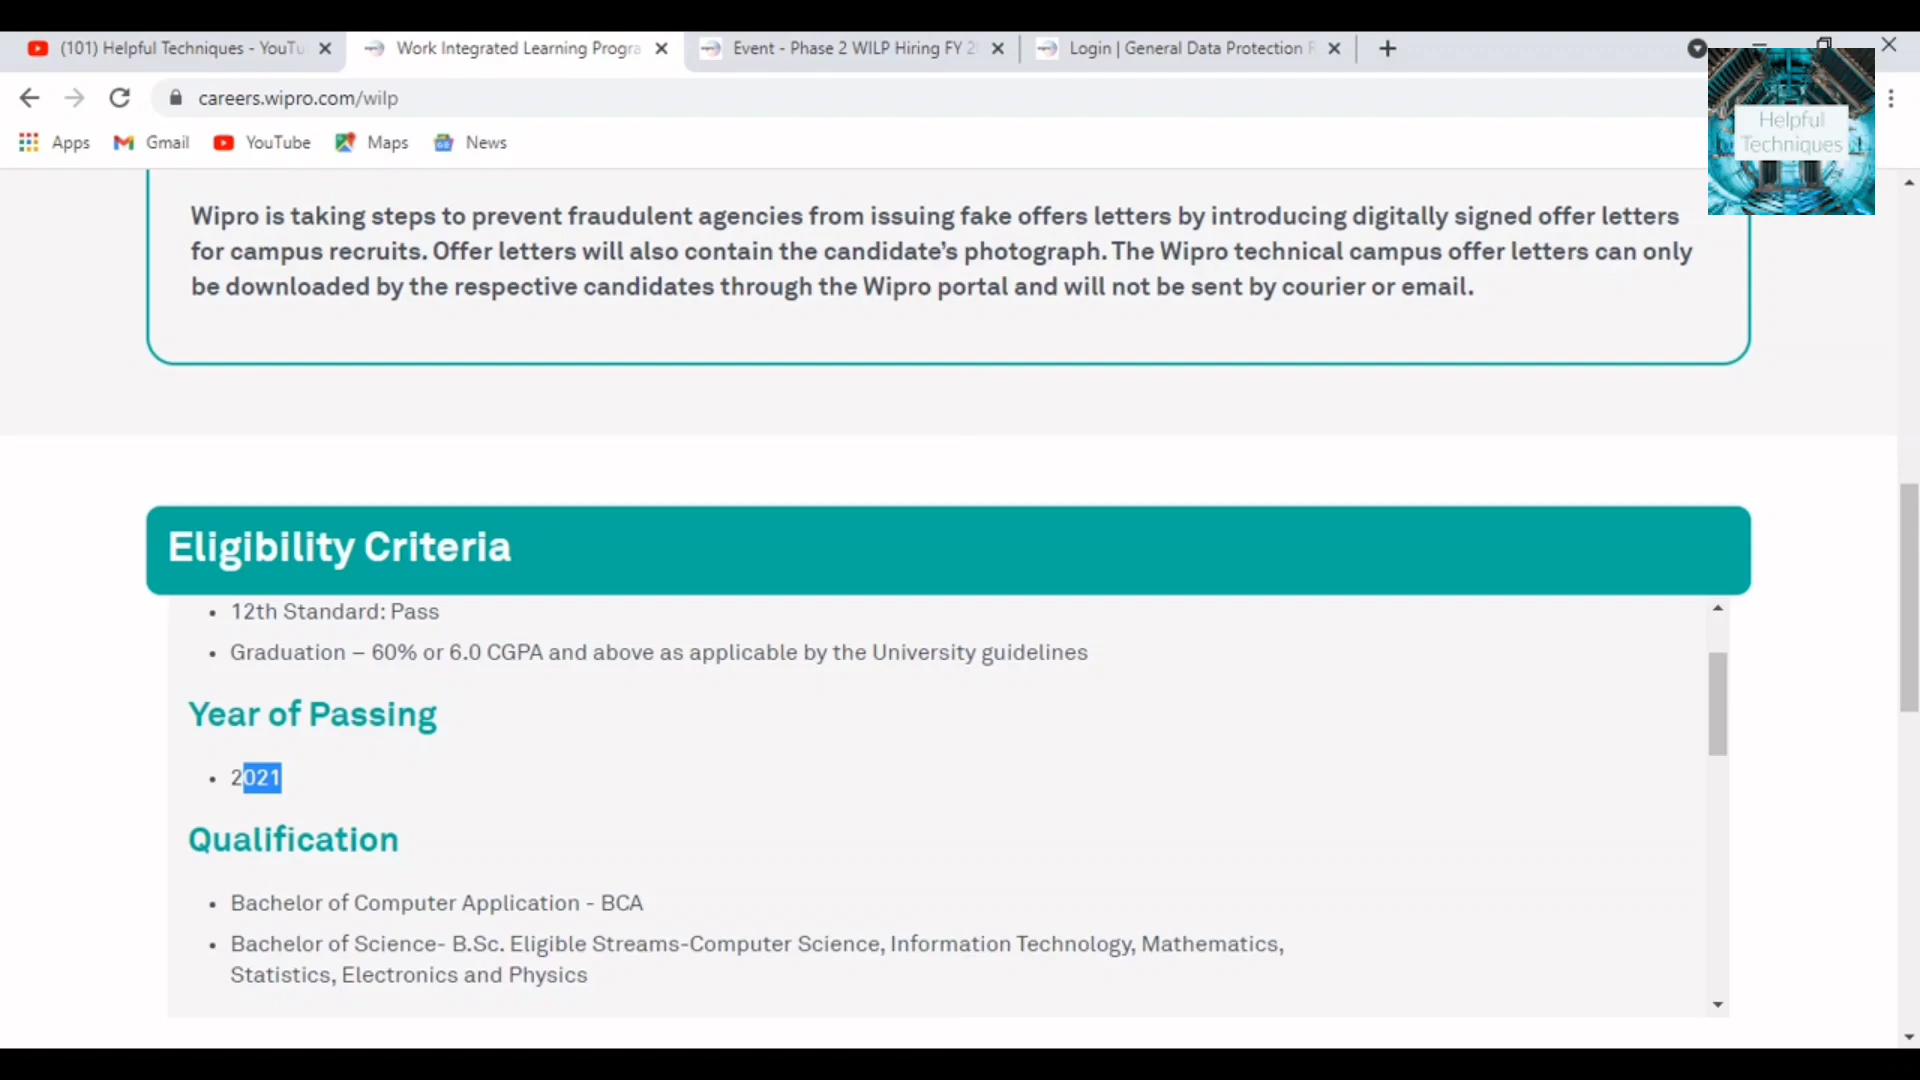 (101) Helpful Techniques - YouTu
Work Integrated Learning Progra
Event - Phase 2 WILP Hiring FY 2
Login | General Data Protection R
careers.wipro.com/wilp
Apps
Gmail
YouTube
Maps
News
Helpful
Techniques
Wipro is taking steps to prevent fraudulent agencies from issuing fake offers letters by introducing digitally signed offer letters
for campus recruits. Offer letters will also contain the candidate’s photograph. The Wipro technical campus offer letters can only
be downloaded by the respective candidates through the Wipro portal and will not be sent by courier or email.
Eligibility Criteria
• 12th Standard: Pass
• Graduation – 60% or 6.0 CGPA and above as applicable by the University guidelines
Year of Passing
• 2021
Qualification
• Bachelor of Computer Application - BCA
• Bachelor of Science- B.Sc. Eligible Streams-Computer Science, Information Technology, Mathematics,
Statistics, Electronics and Physics